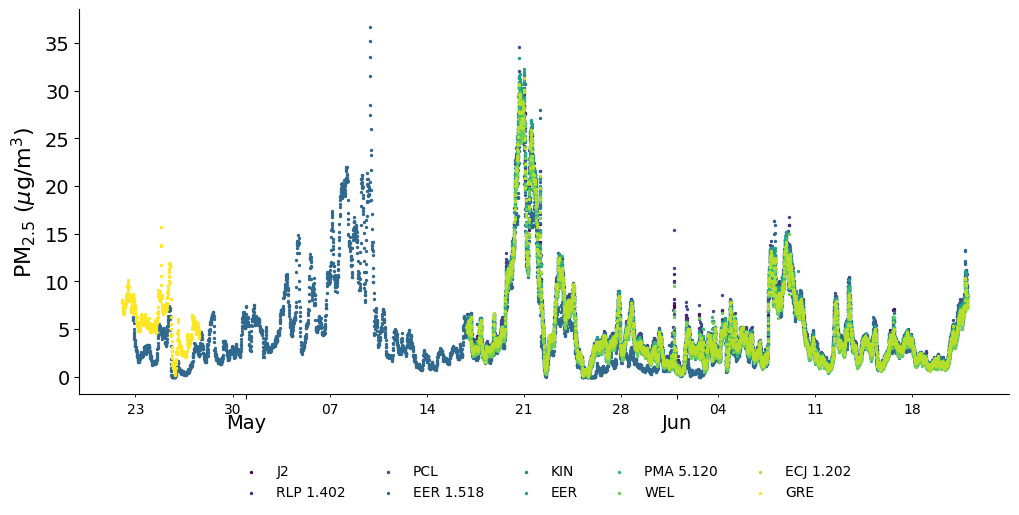 PM2.5 (μg/m3)
35
30
25
20
15
10
5
0
23 30 07 14 21 28 04 11 18
May Jun
J2 PCL KIN PMA 5.120 ECJ 1.202
RLP 1.402 EER 1.518 EER WEL GRE